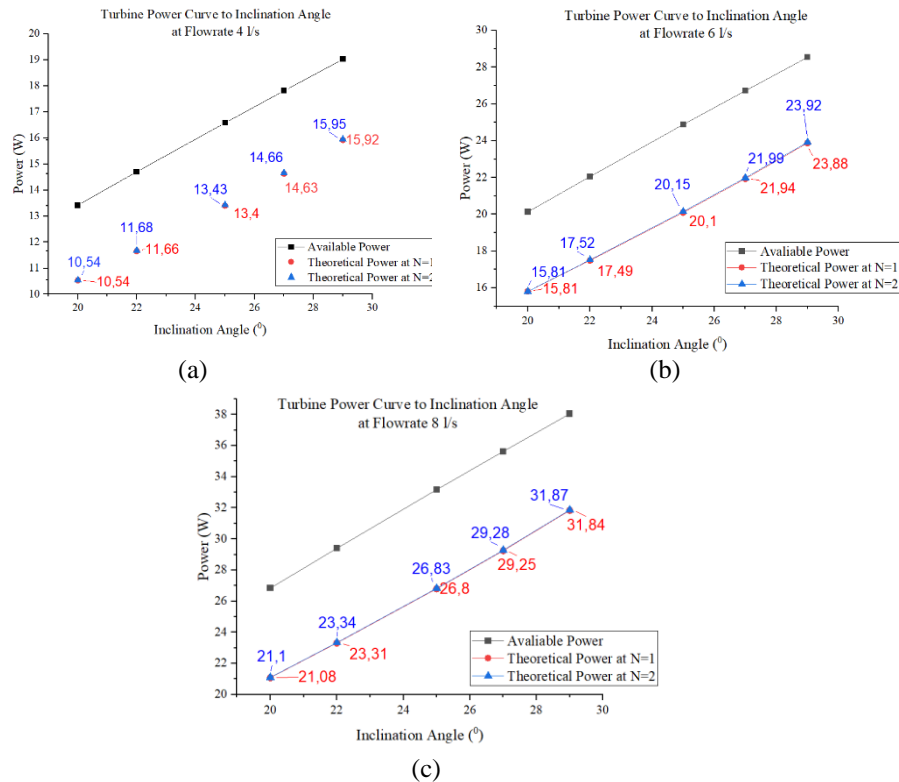 Turbine Power Curve to Inclination Angle
at Flowrate 4 l/s
20
19
18
17
16
15
14
13
12
11
10
Power (W)
15,95
15,92
14,66
14,63
13,43
13,4
11,68
11,66
10,54
10,54
Available Power
Theoretical Power at N=1
Theoretical Power at N=2
20 22 24 26 28 30
Inclination Angle (⁰)
(a)
Turbine Power Curve to Inclination Angle
at Flowrate 6 l/s
30
28
26
24
22
20
18
16
Power (W)
23,92
23,88
21,99
21,94
20,15
20,1
17,52
17,49
15,81
15,81
Avaliable Power
Theoretical Power at N=1
Theoretical Power at N=2
20 22 24 26 28 30
Inclination Angle (⁰)
(b)
Turbine Power Curve to Inclination Angle
at Flowrate 8 l/s
38
36
34
32
30
28
26
24
22
20
Power (W)
31,87
31,84
29,28
29,25
26,83
26,8
23,34
23,31
21,1
21,08
Avaliable Power
Theoretical Power at N=1
Theoretical Power at N=2
20 22 24 26 28 30
Inclination Angle (⁰)
(c)